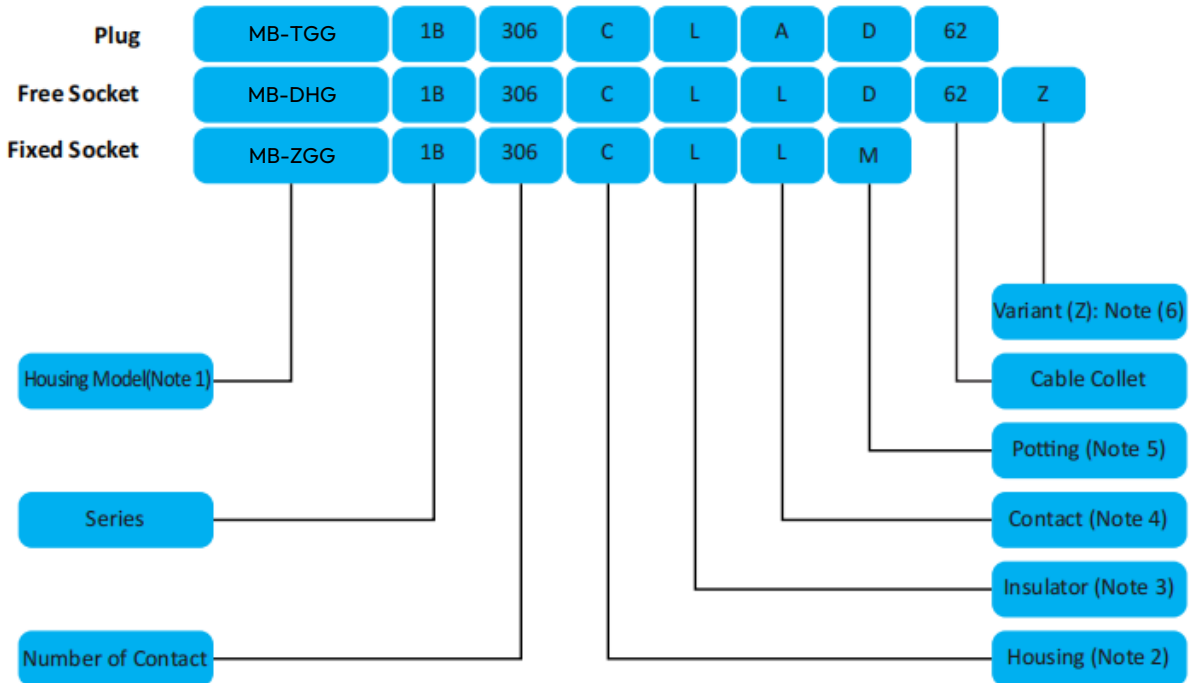 Plug MB-TGG 1B 306 C L A D 62
Free Socket MB-DHG 1B 306 C L L D 62 Z
Fixed Socket MB-ZGG 1B 306 C L L M
Variant (Z): Note (6)
Housing Model(Note 1) Cable Collet
Potting (Note 5)
Series Contact (Note 4)
Insulator (Note 3)
Number of Contact Housing (Note 2)